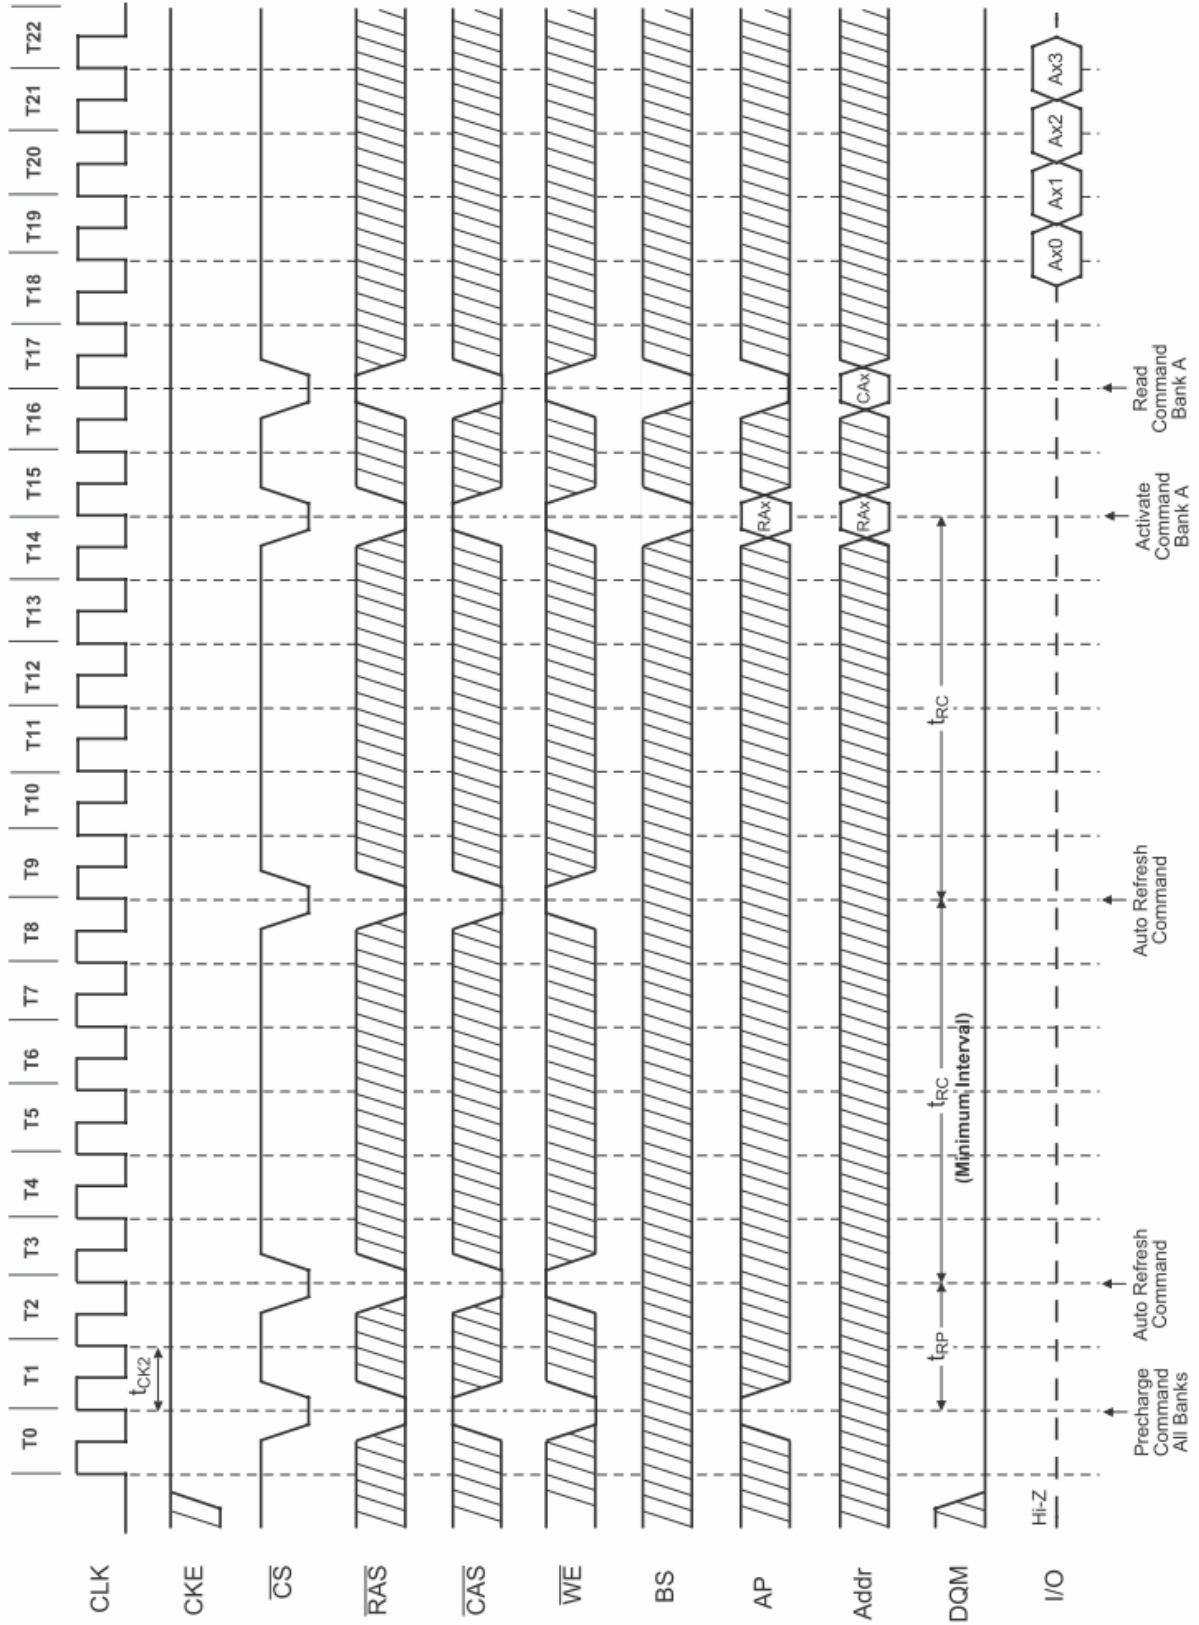 T0 T1 T2 T3 T4 T5 T6 T7 T8 T9 T10 T11 T12 T13 T14 T15 T16 T17 T18 T19 T20 T21 T22
CLK
tCK2
CKE
CS
RAS
CAS
WE
BS
AP
RAx
Addr
RAx CAx
DQM
tRP tRC tRC
(Minimum Interval)
I/O
Hi-Z
Ax0 Ax1 Ax2 Ax3
Precharge
Command
All Banks
Auto Refresh
Command
Auto Refresh
Command
Activate
Command
Bank A
Read
Command
Bank A